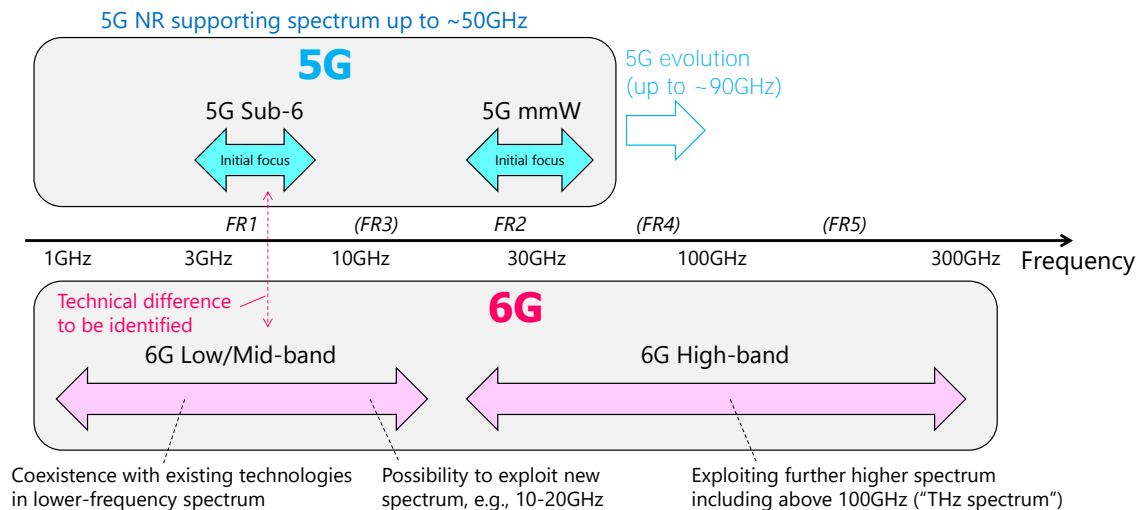 5G NR supporting spectrum up to ~50GHz
5G
5G evolution
(up to ~90GHz)
5G Sub-6
5G mmW
Initial focus
Initial focus
FR1
(FR3)
FR2
(FR4)
(FR5)
1GHz
3GHz
10GHz
30GHz
100GHz
300GHz
Frequency
Technical difference
to be identified
6G
6G Low/Mid-band
6G High-band
Coexistence with existing technologies
in lower-frequency spectrum
Possibility to exploit new
spectrum, e.g., 10-20GHz
Exploiting further higher spectrum
including above 100GHz (“THz spectrum“)